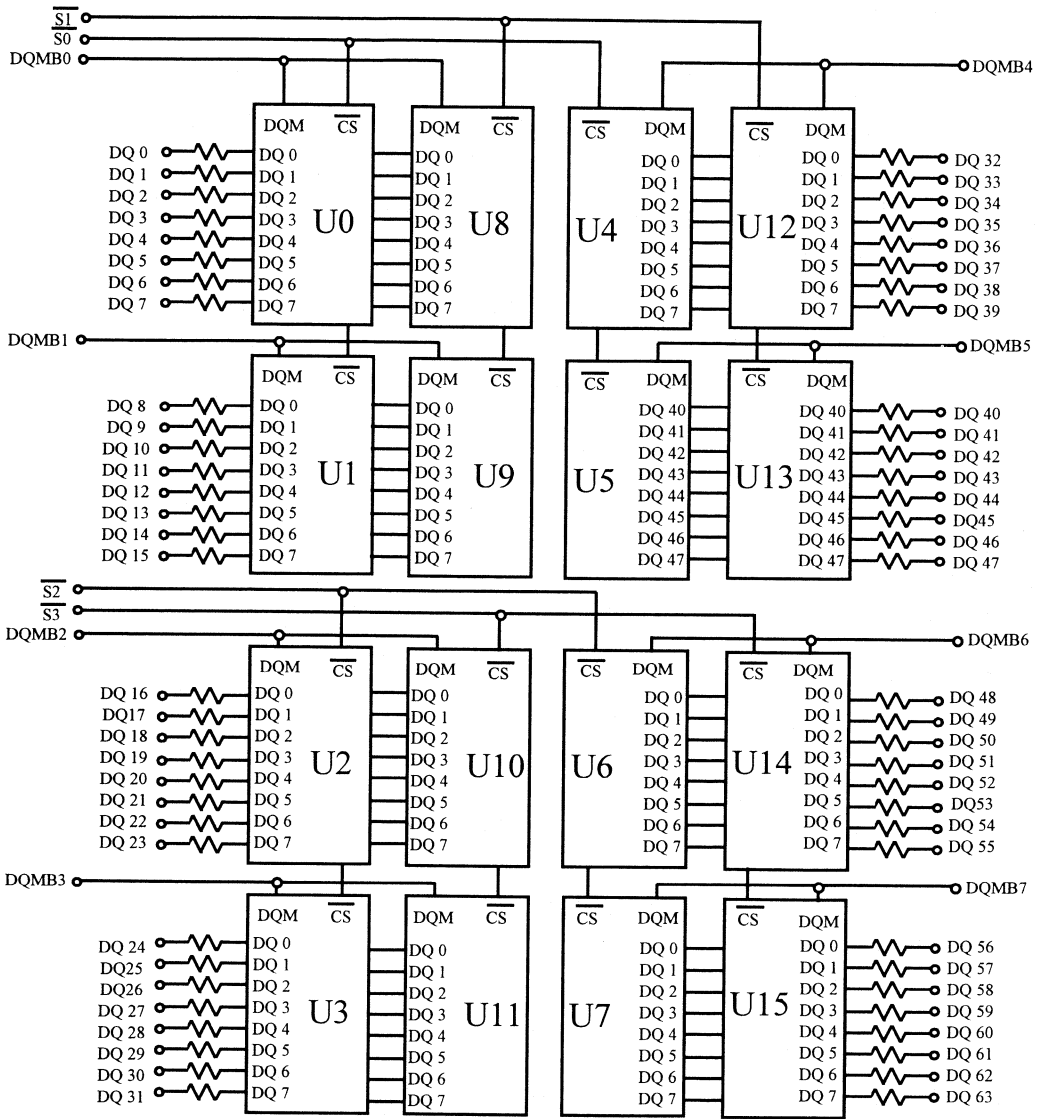 S1
S0
DQMB0
DQMB4
DQM CS DQM CS CS DQM CS DQM
DQ 0 DQ 0 DQ 0 DQ 0 DQ 0 DQ 32
DQ 1 DQ 1 DQ 1 DQ 1 DQ 1 DQ 33
DQ 2 DQ 2 DQ 2 DQ 2 DQ 2 DQ 34
DQ 3 DQ 3 DQ 3 DQ 3 DQ 3 DQ 35
U0 U8 U4 U12
DQ 4 DQ 4 DQ 4 DQ 4 DQ 4 DQ 36
DQ 5 DQ 5 DQ 5 DQ 5 DQ 5 DQ 37
DQ 6 DQ 6 DQ 6 DQ 6 DQ 6 DQ 38
DQ 7 DQ 7 DQ 7 DQ 7 DQ 7 DQ 39
DQMB1 DQMB5
DQM CS DQM CS CS DQM CS DQM
DQ 8 DQ 0 DQ 0 DQ 40 DQ 40 DQ 40
DQ 9 DQ 1 DQ 1 DQ 41 DQ 41 DQ 41
DQ 10 DQ 2 DQ 2 DQ 42 DQ 42 DQ 42
DQ 11 DQ 3 DQ 3 DQ 43 DQ 43 DQ 43
U1 U9 U5 U13
DQ 12 DQ 4 DQ 4 DQ 44 DQ 44 DQ 44
DQ 13 DQ 5 DQ 5 DQ 45 DQ 45 DQ45
DQ 14 DQ 6 DQ 6 DQ 46 DQ 46 DQ 46
DQ 15 DQ 7 DQ 7 DQ 47 DQ 47 DQ 47
S2
S3
DQMB2 DQMB6
DQM CS DQM CS CS DQM CS DQM
DQ 16 DQ 0 DQ 0 DQ 0 DQ 0 DQ 48
DQ17 DQ 1 DQ 1 DQ 1 DQ 1 DQ 49
DQ 18 DQ 2 DQ 2 DQ 2 DQ 2 DQ 50
DQ 19 DQ 3 DQ 3 DQ 3 DQ 3 DQ 51
U2 U10 U6 U14
DQ 20 DQ 4 DQ 4 DQ 4 DQ 4 DQ 52
DQ 21 DQ 5 DQ 5 DQ 5 DQ 5 DQ53
DQ 22 DQ 6 DQ 6 DQ 6 DQ 6 DQ 54
DQ 23 DQ 7 DQ 7 DQ 7 DQ 7 DQ 55
DQMB3 DQMB7
DQM CS DQM CS CS DQM CS DQM
DQ 24 DQ 0 DQ 0 DQ 0 DQ 0 DQ 56
DQ25 DQ 1 DQ 1 DQ 1 DQ 1 DQ 57
DQ26 DQ 2 DQ 2 DQ 2 DQ 2 DQ 58
DQ 27 DQ 3 DQ 3 DQ 3 DQ 3 DQ 59
U3 U11 U7 U15
DQ 28 DQ 4 DQ 4 DQ 4 DQ 4 DQ 60
DQ 29 DQ 5 DQ 5 DQ 5 DQ 5 DQ 61
DQ 30 DQ 6 DQ 6 DQ 6 DQ 6 DQ 62
DQ 31 DQ 7 DQ 7 DQ 7 DQ 7 DQ 63